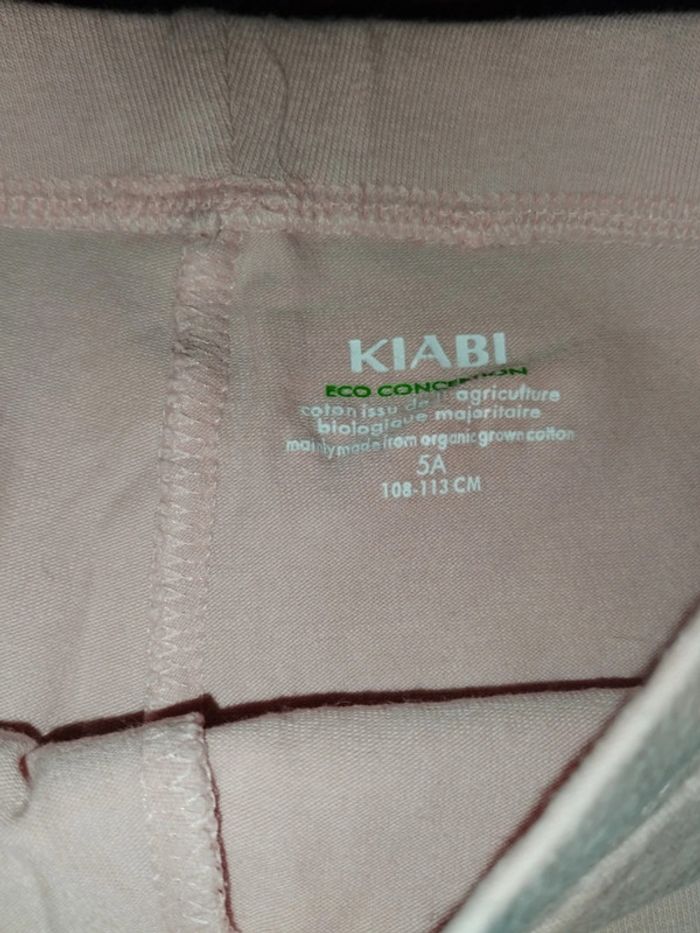 KIABI
ECO CONCEPTION
coton issu de l'agriculture
biologique majoritaire
mainly made from organic grown cotton
5A
108-113 CM